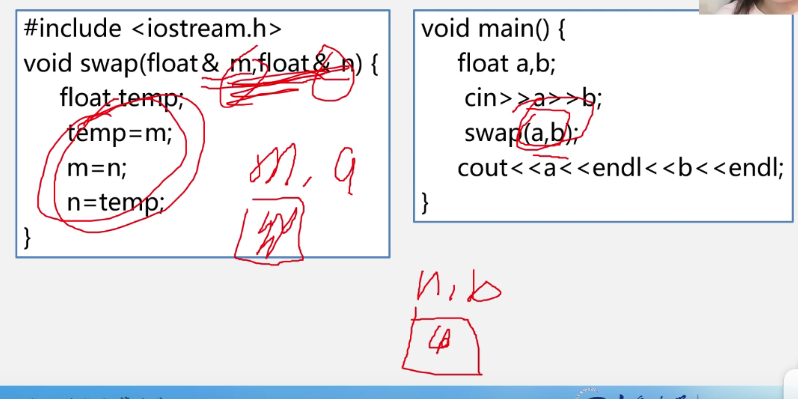 #include <iostream.h>
void swap(float& m,float& n) {
float temp;
temp=m;
m=n;
n=temp;
}
void main() {
float a,b;
cin>>a>>b;
swap(a,b);
cout<<a<<endl<<b<<endl;
}
m, a
n, b